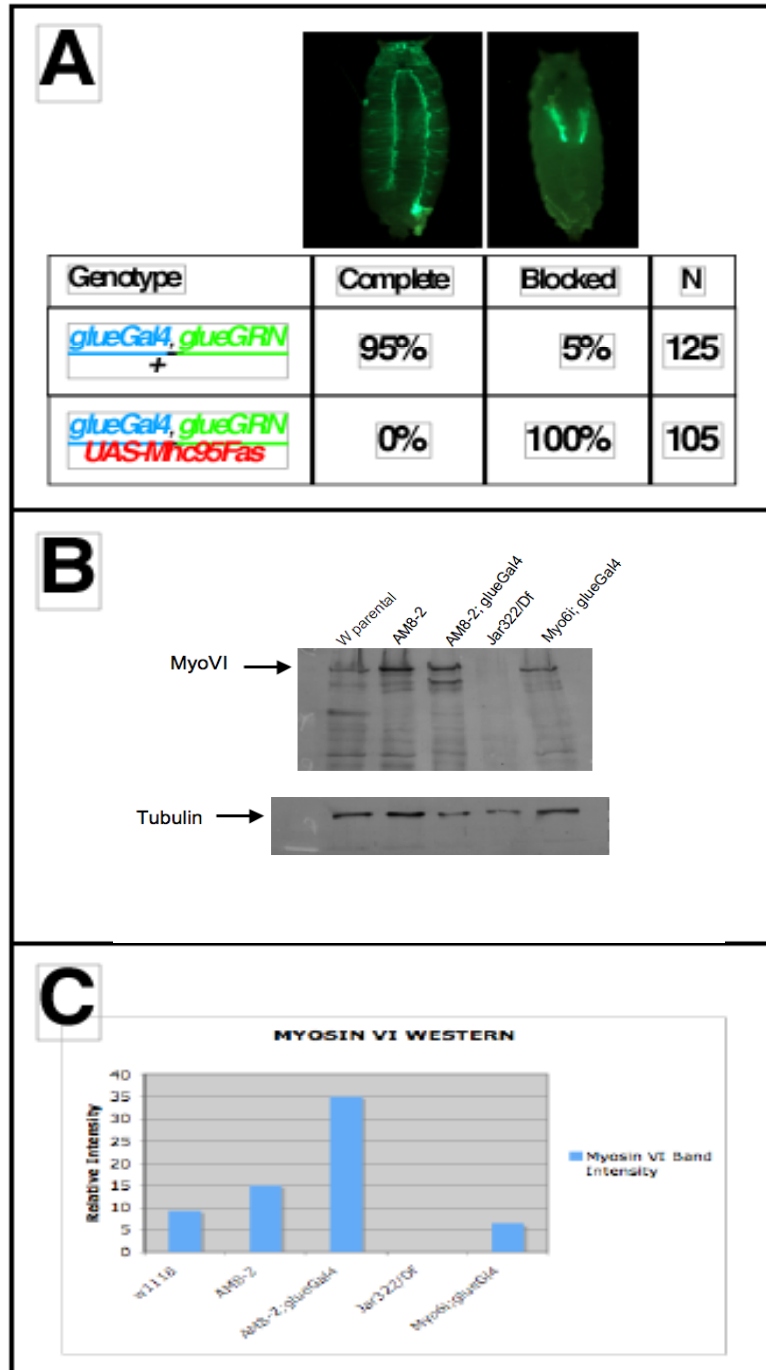 A
Genotype Complete Blocked N
glueGal4, glueGRN
+
95% 5% 125
glueGal4, glueGRN
UAS-Mhc95Fas
0% 100% 105
B
W parental AM8-2 AM8-2; glueGal4 Jar322/Df Myo6i; glueGal4
MyoVI
Tubulin
C
MYOSIN VI WESTERN
40
35
30
25
20
15
10
5
0
Relative Intensity
Myosin VI Band
Intensity
w1118 AM8-2 AM8-2;glueGal4 Jar322/Df Myo6i;glueGl4